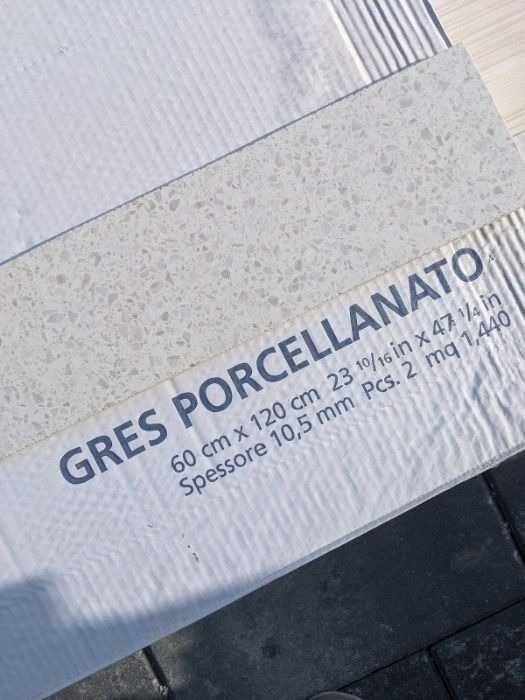 GRES PORCELLANATO
60 cm x 120 cm 23 10/16 in x 47 1/4 in
Spessore 10,5 mm Pcs. 2 mq 1,440